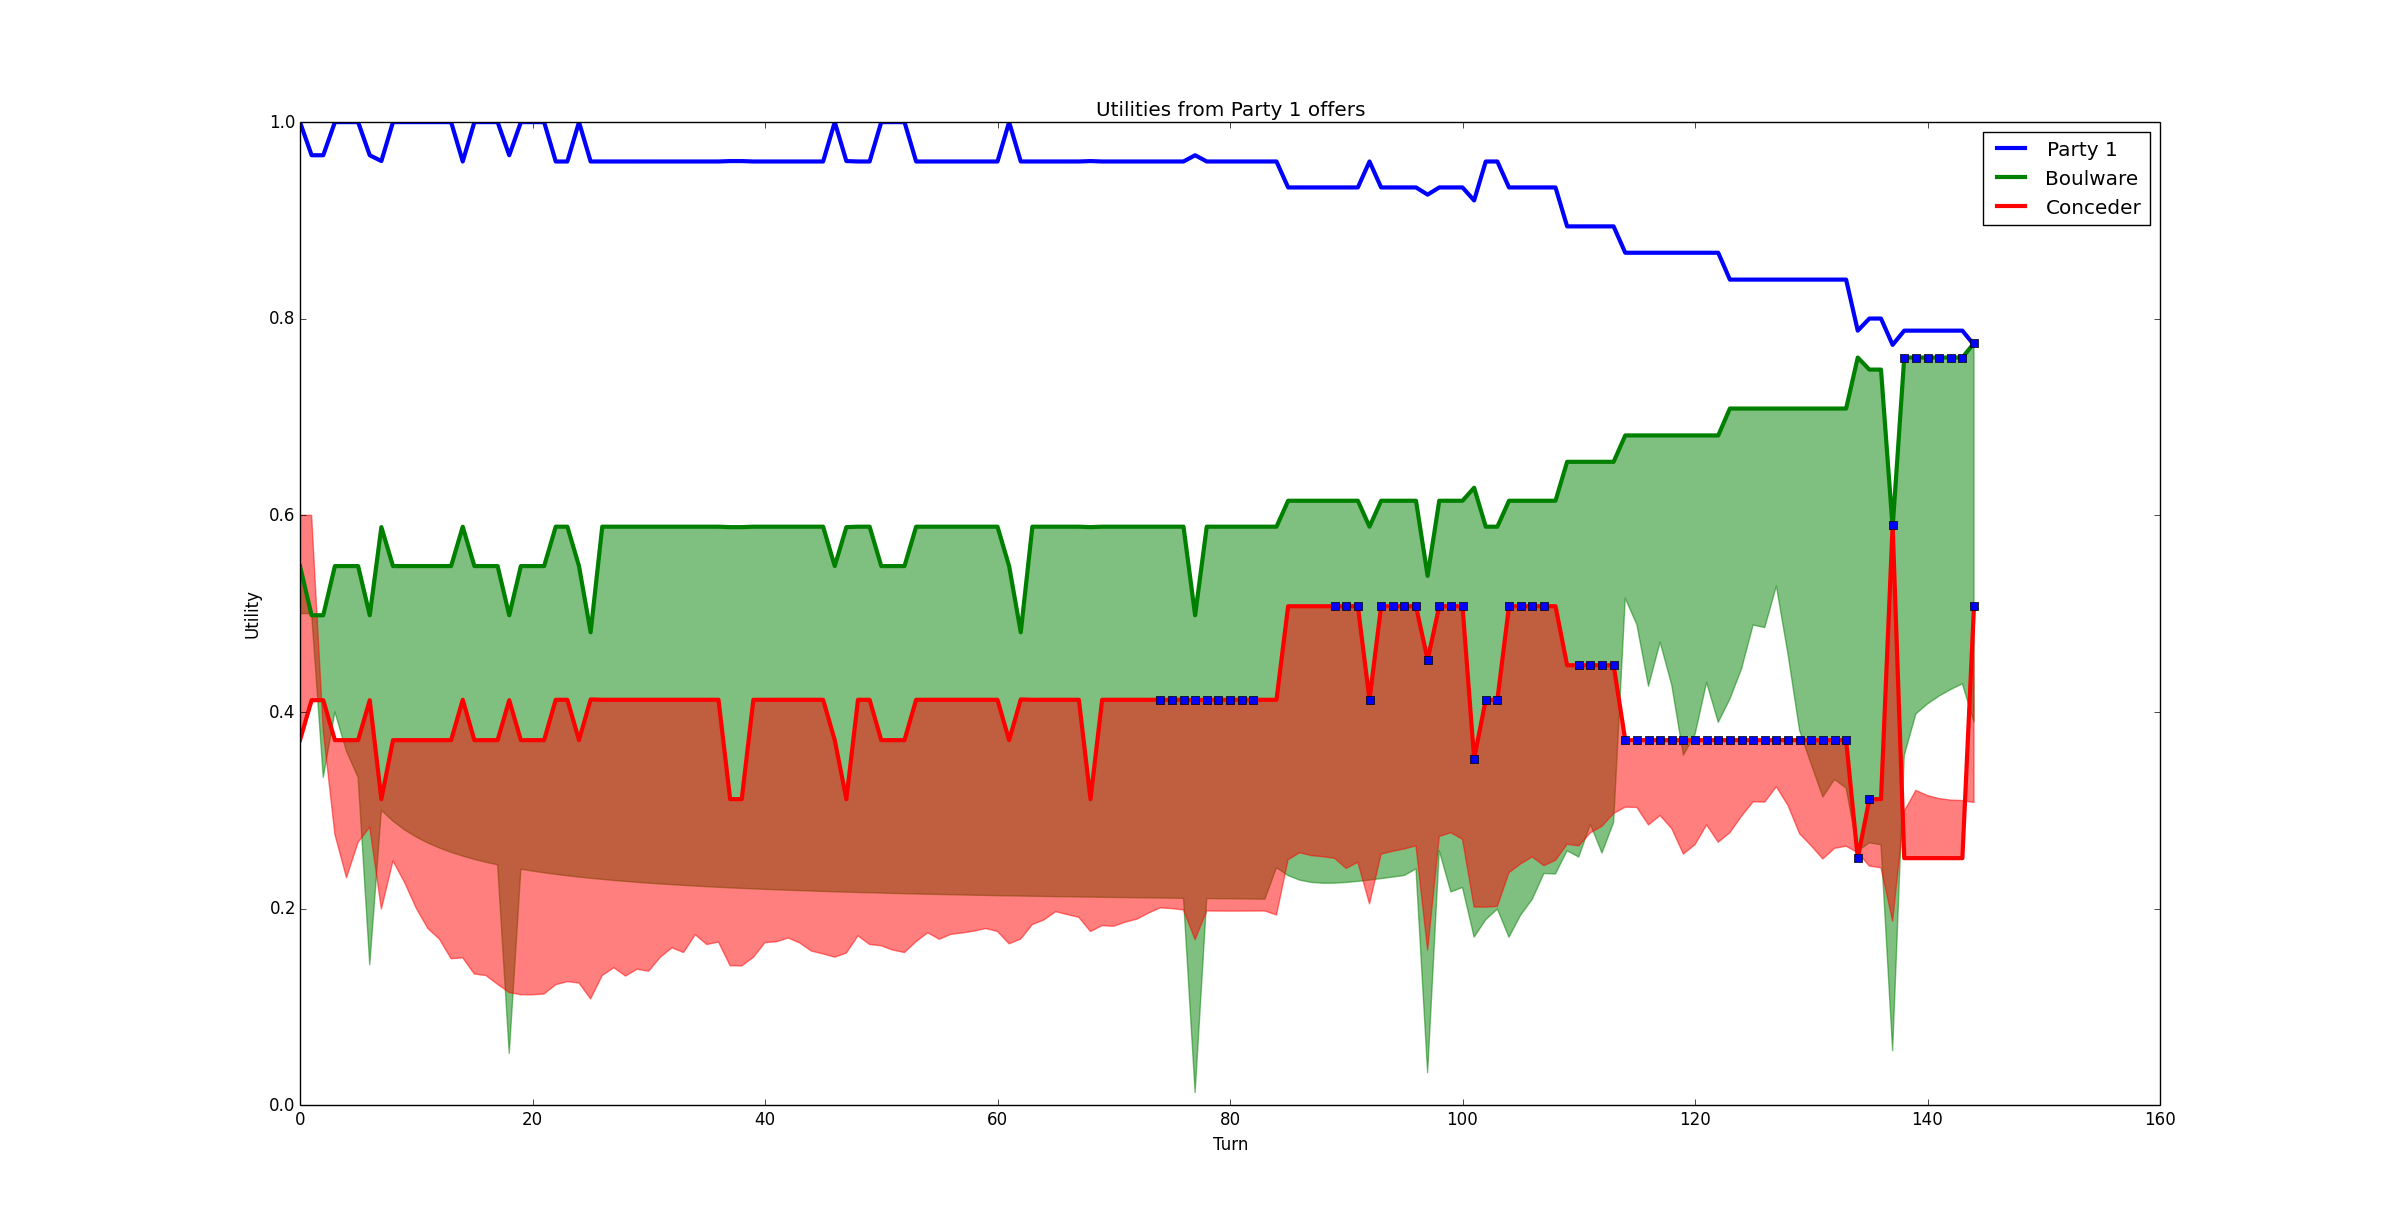 Utilities from Party 1 offers
Party 1
Boulware
Conceder
1.0
0.8
0.6
0.4
0.2
0.0
Utility
0 20 40 60 80 100 120 140 160
Turn